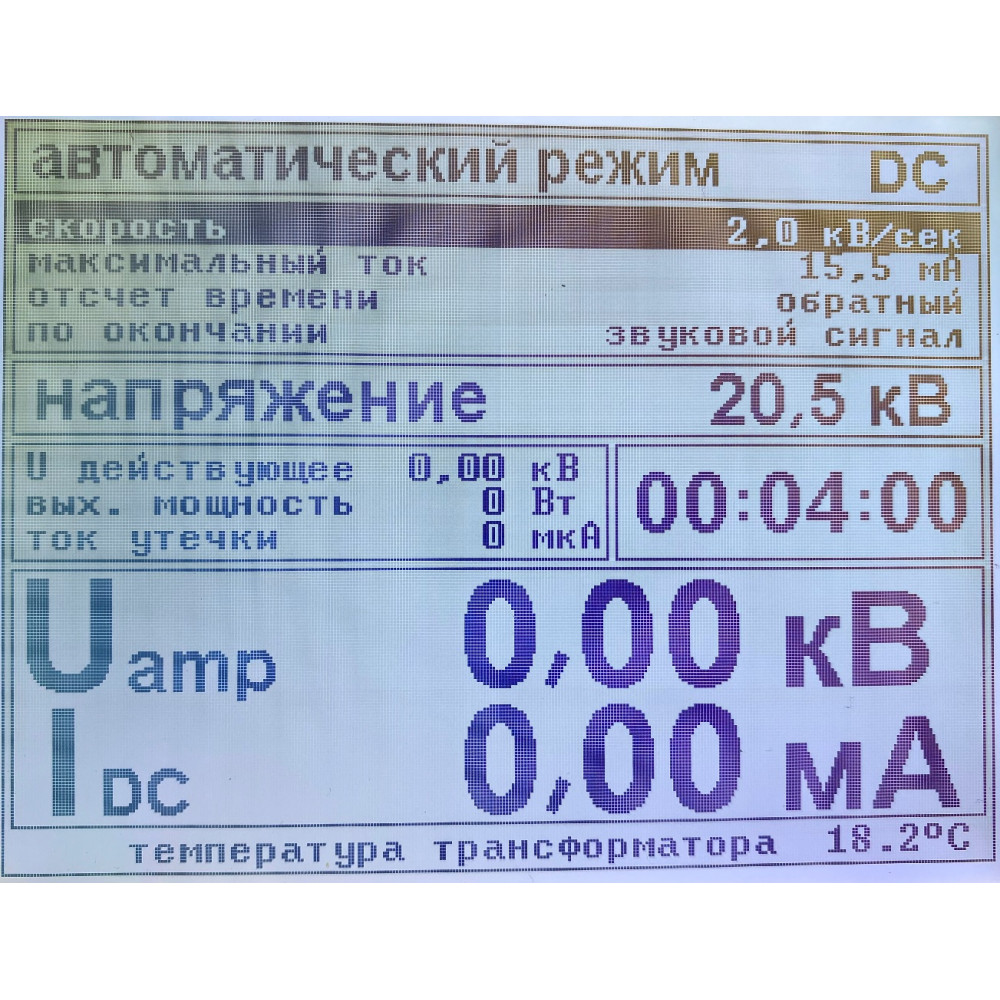 автоматический режим DC
скорость 2,0 кВ/сек
максимальный ток 15,5 мА
отсчет времени обратный
по окончании звуковой сигнал
напряжение 20,5 кВ
U действующее 0,00 кВ
вых. мощность 0 Вт
ток утечки 0 мкА
00:04:00
Uamp 0,00 кВ
IDC 0,00 мА
температура трансформатора 18.2ºC